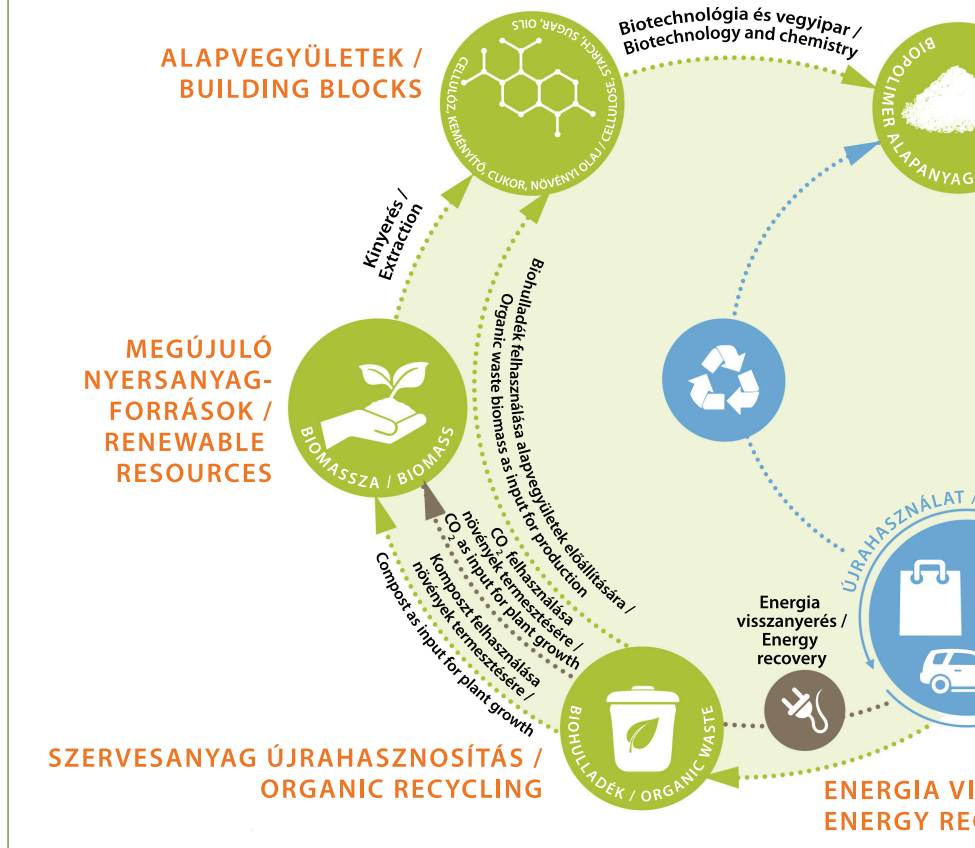 ALAPVEGYÜLETEK /
BUILDING BLOCKS
CELLULÓZ, KEMÉNYÍTŐ, CUKOR, NÖVÉNYI OLAJ / CELLULOSE, STARCH, SUGAR, OILS
Biotechnológia és vegyipar /
Biotechnology and chemistry
BIOPOLIMER ALAPANYAG
Kinyerés /
Extraction
MEGÚJULÓ
NYERSANYAG-
FORRÁSOK /
RENEWABLE
RESOURCES
BIOMASSZA / BIOMASS
Biohulladék felhasználása alapvegyületek előállítására /
Organic waste biomass as input for production
CO₂ felhasználása
növények termesztésére /
CO₂ as input for plant growth
Komposzt felhasználása
növények termesztésére /
Compost as input for plant growth
ÚJRAHASZNÁLAT /
Energia
visszanyerés /
Energy
recovery
BIOHULLADÉK / ORGANIC WASTE
SZERVESANYAG ÚJRAHASZNOSÍTÁS /
ORGANIC RECYCLING
ENERGIA VI
ENERGY RE